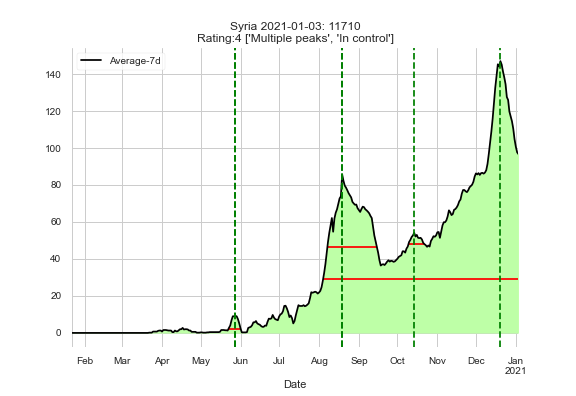 Syria 2021-01-03: 11710
Rating:4 ['Multiple peaks', 'In control']
Average-7d
140
120
100
80
60
40
20
0
Feb Mar Apr May Jun Jul Aug Sep Oct Nov Dec Jan
2021
Date